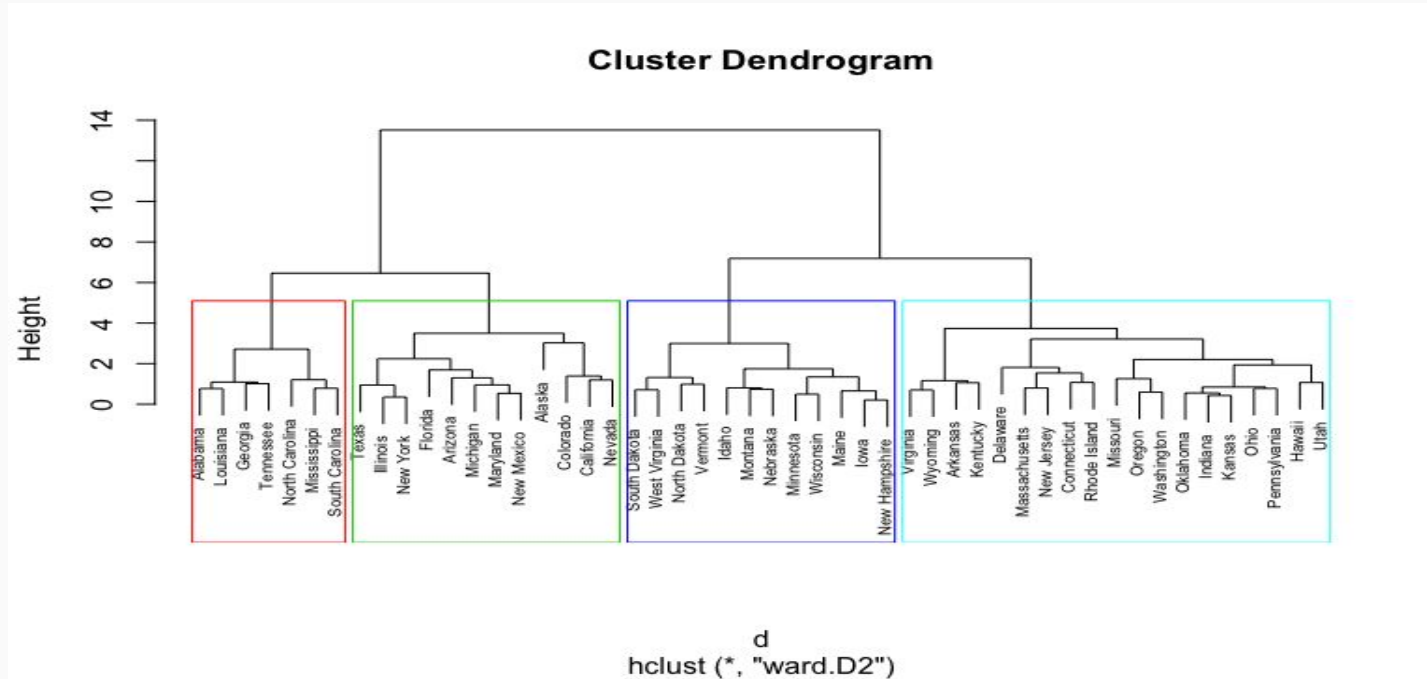 Cluster Dendrogram
Height
14
10
8
6
4
2
0
Alabama
Louisiana
Georgia
Tennessee
North Carolina
Mississippi
South Carolina
Texas
Illinois
New York
Florida
Arizona
Michigan
Maryland
New Mexico
Alaska
Colorado
California
Nevada
South Dakota
West Virginia
North Dakota
Vermont
Idaho
Montana
Nebraska
Minnesota
Wisconsin
Maine
Iowa
New Hampshire
Virginia
Wyoming
Arkansas
Kentucky
Delaware
Massachusetts
New Jersey
Connecticut
Rhode Island
Missouri
Oregon
Washington
Oklahoma
Indiana
Kansas
Ohio
Pennsylvania
Hawaii
Utah
d
hclust (*, "ward.D2")